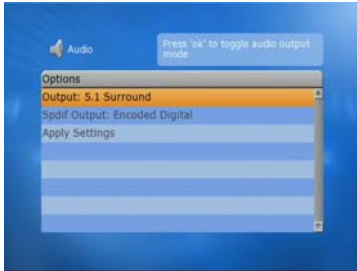 Audio
Press 'ok' to toggle audio output
mode
Options
Output: 5.1 Surround
Spdif Output: Encoded Digital
Apply Settings